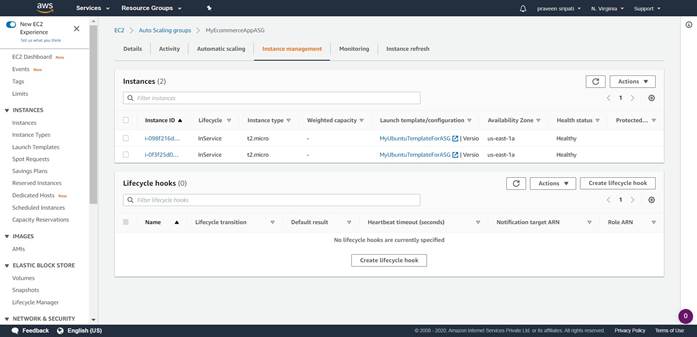 aws Services Resource Groups praveen sripati N. Virginia Support
New EC2 Experience
Tell us what you think
EC2 Dashboard New
Events New
Tags
Limits
INSTANCES
Instances
Instance Types
Launch Templates
Spot Requests
Savings Plans
Reserved Instances
Dedicated Hosts New
Scheduled Instances
Capacity Reservations
IMAGES
AMIs
ELASTIC BLOCK STORE
Volumes
Snapshots
Lifecycle Manager
NETWORK & SECURITY
EC2 > Auto Scaling groups > MyEcommerceAppASG
Details Activity Automatic scaling Instance management Monitoring Instance refresh
Instances (2) Actions
Filter instances 1
Instance ID Lifecycle Instance type Weighted capacity Launch template/configuration Availability Zone Health status Protected...
i-098f216d... InService t2.micro - MyUbuntuTemplateForASG | Versio us-east-1a Healthy
i-0f3f25d0... InService t2.micro - MyUbuntuTemplateForASG | Versio us-east-1a Healthy
Lifecycle hooks (0) Actions Create lifecycle hook
Filter lifecycle hooks 1
Name Lifecycle transition Default result Heartbeat timeout (seconds) Notification target ARN Role ARN
No lifecycle hooks are currently specified
Create lifecycle hook
0
Feedback English (US) © 2008 - 2020, Amazon Internet Services Private Ltd. or its affiliates. All rights reserved. Privacy Policy Terms of Use